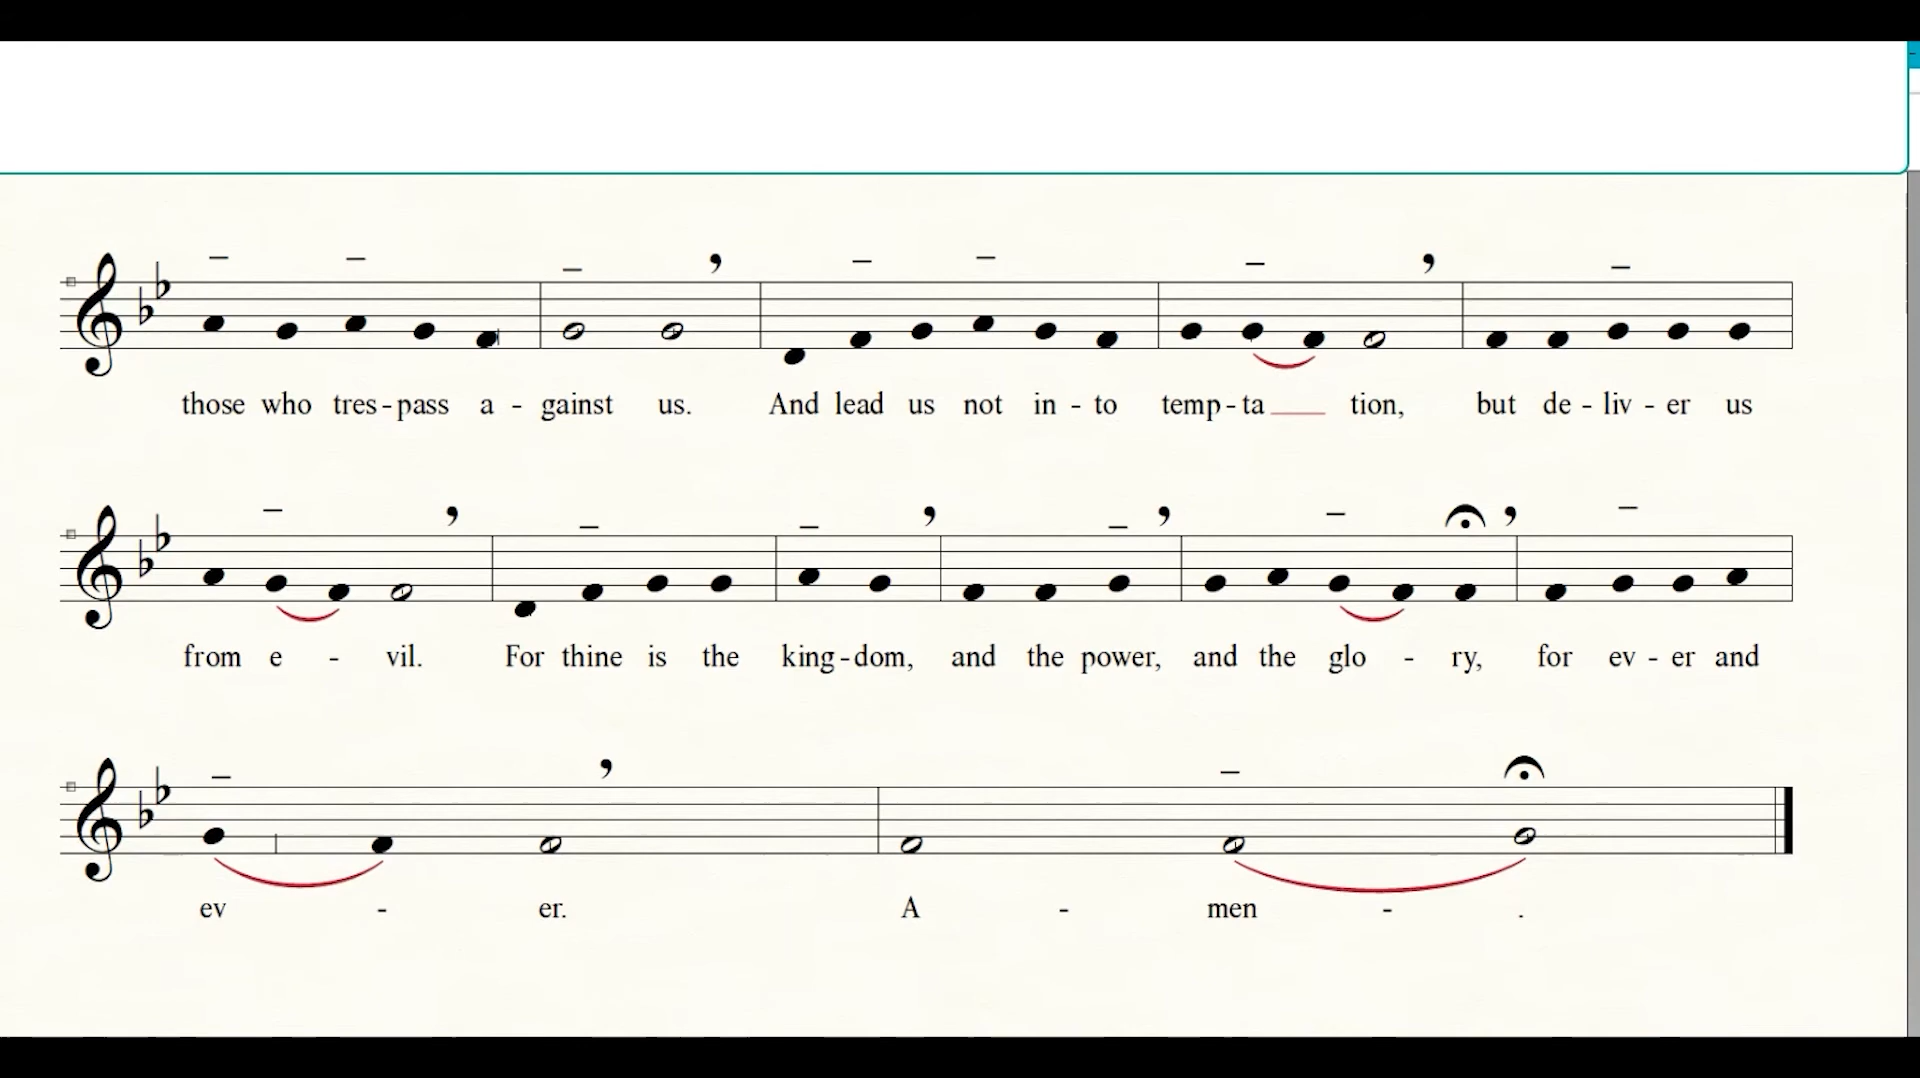 those who tres - pass a - gainst us. And lead us not in - to temp - ta tion, but de - liv - er us
from e - vil. For thine is the king - dom, and the power, and the glo - ry, for ev - er and
ev - er. A - men - .